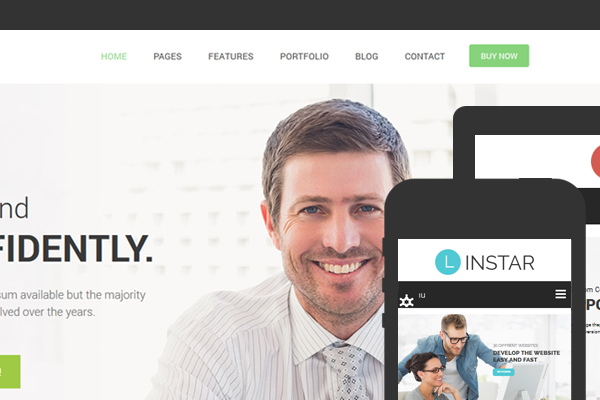 HOME PAGES FEATURES PORTFOLIO BLOG CONTACT BUY NOW
nd
FIDENTLY.
sum available but the majority
lved over the years.
L INSTAR
IU
DEVELOP THE WEBSITE
EASY AND FAST